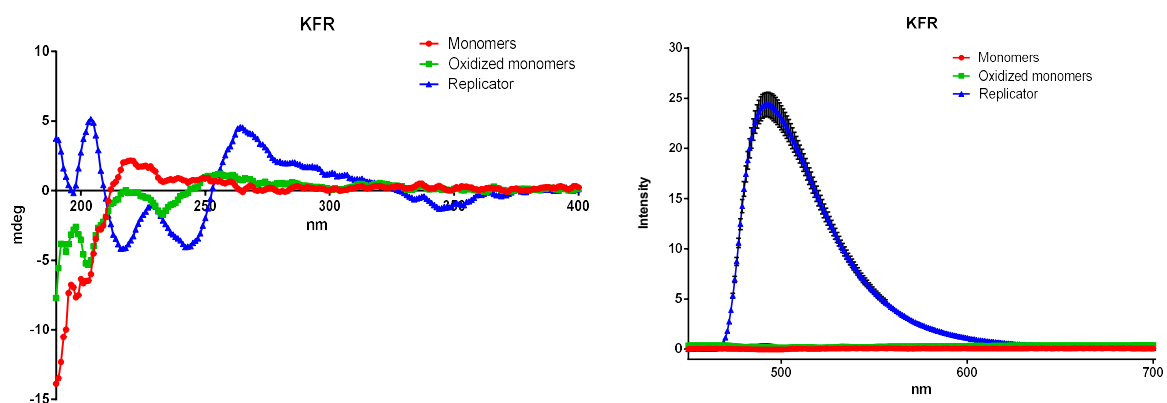 KFR
Monomers
Oxidized monomers
Replicator
10
5
0
-5
-10
-15
mdeg
200
250
300
350
400
nm
KFR
Monomers
Oxidized monomers
Replicator
30
25
20
15
10
5
0
Intensity
500
600
700
nm